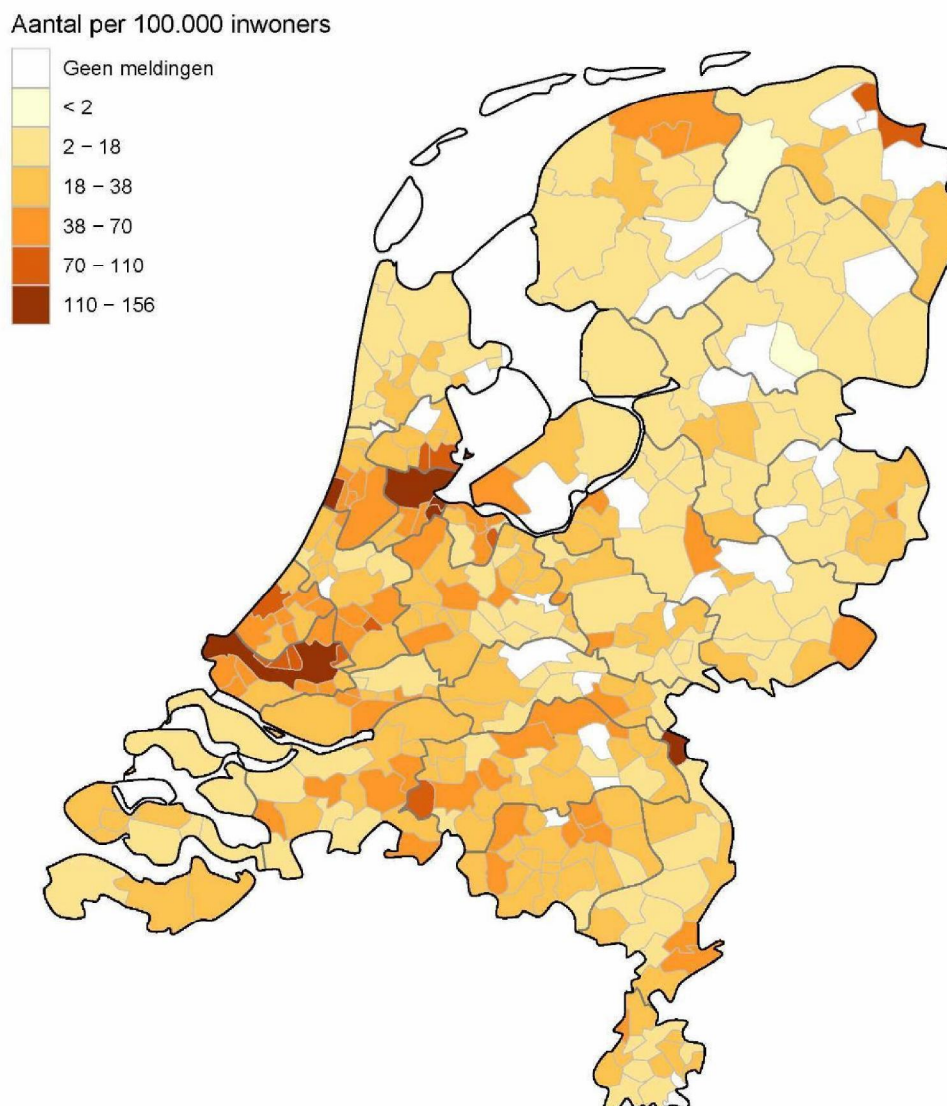 Aantal per 100.000 inwoners
Geen meldingen
< 2
2 – 18
18 – 38
38 – 70
70 – 110
110 – 156